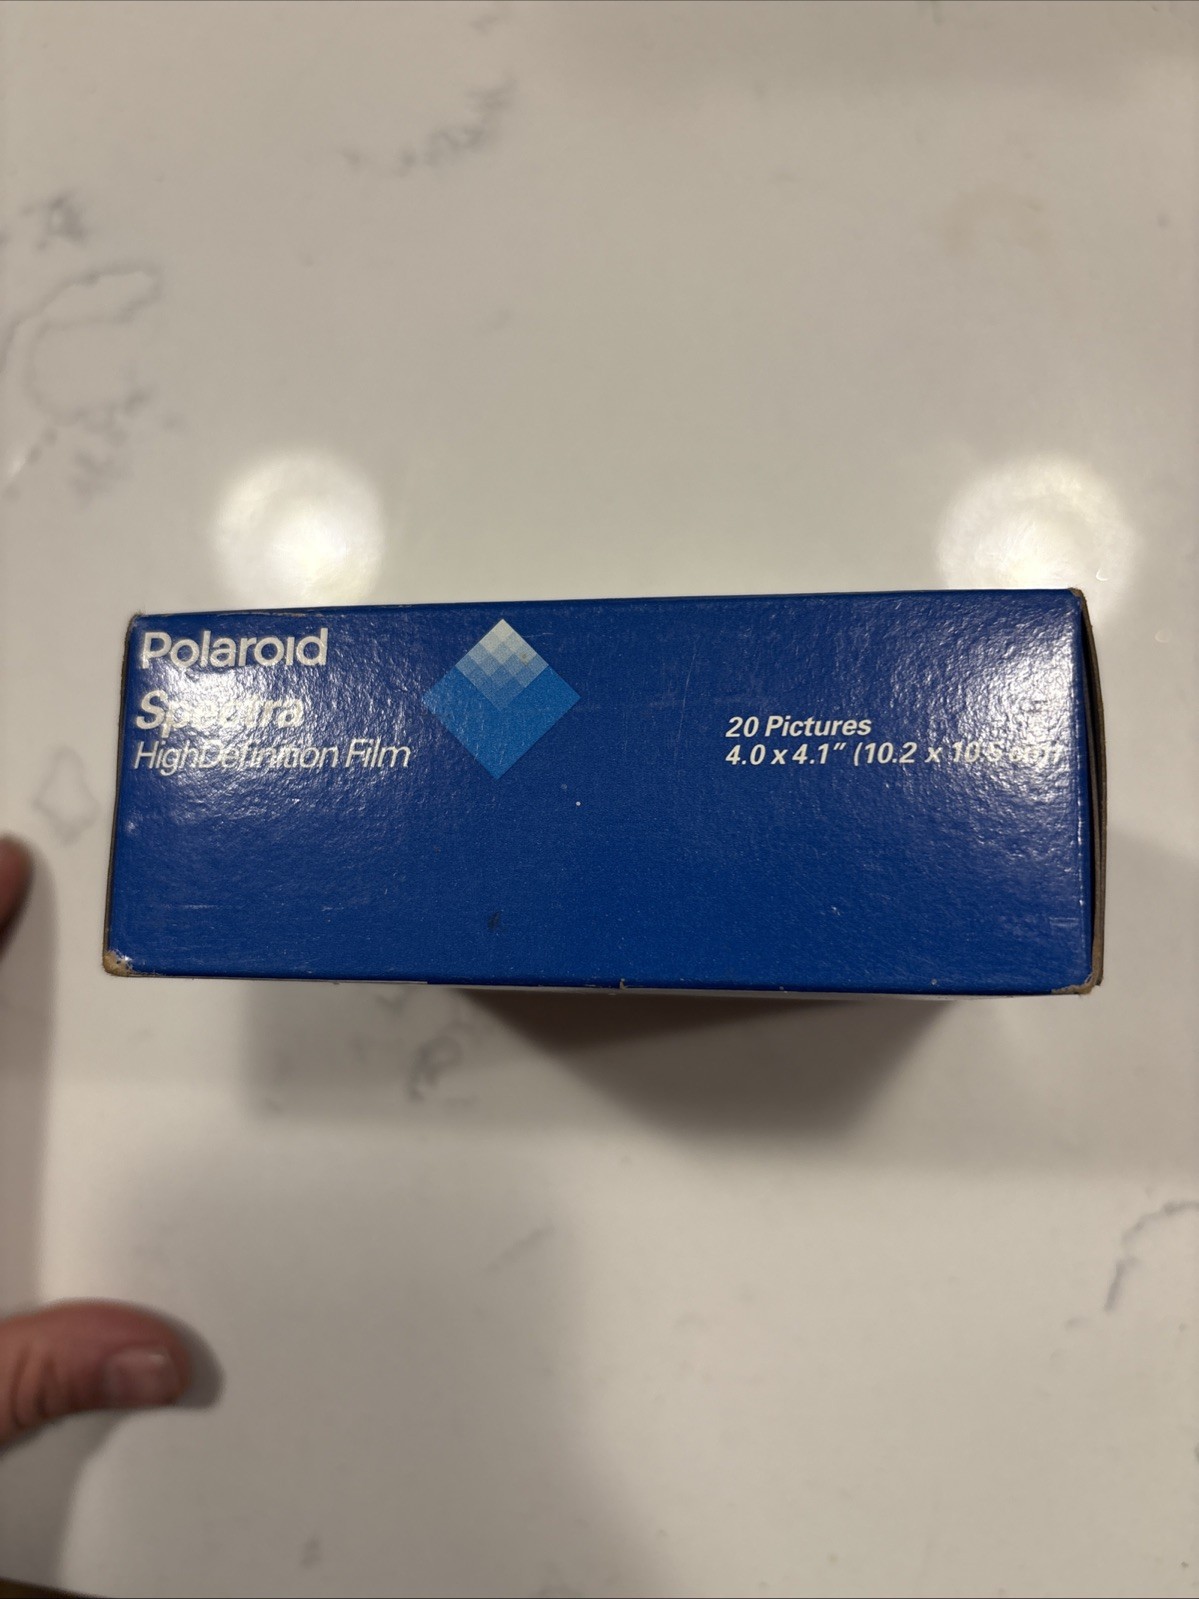 Polaroid
Spectra
HighDefinition Film
20 Pictures
4.0 x 4.1" (10.2 x 10.5 cm)